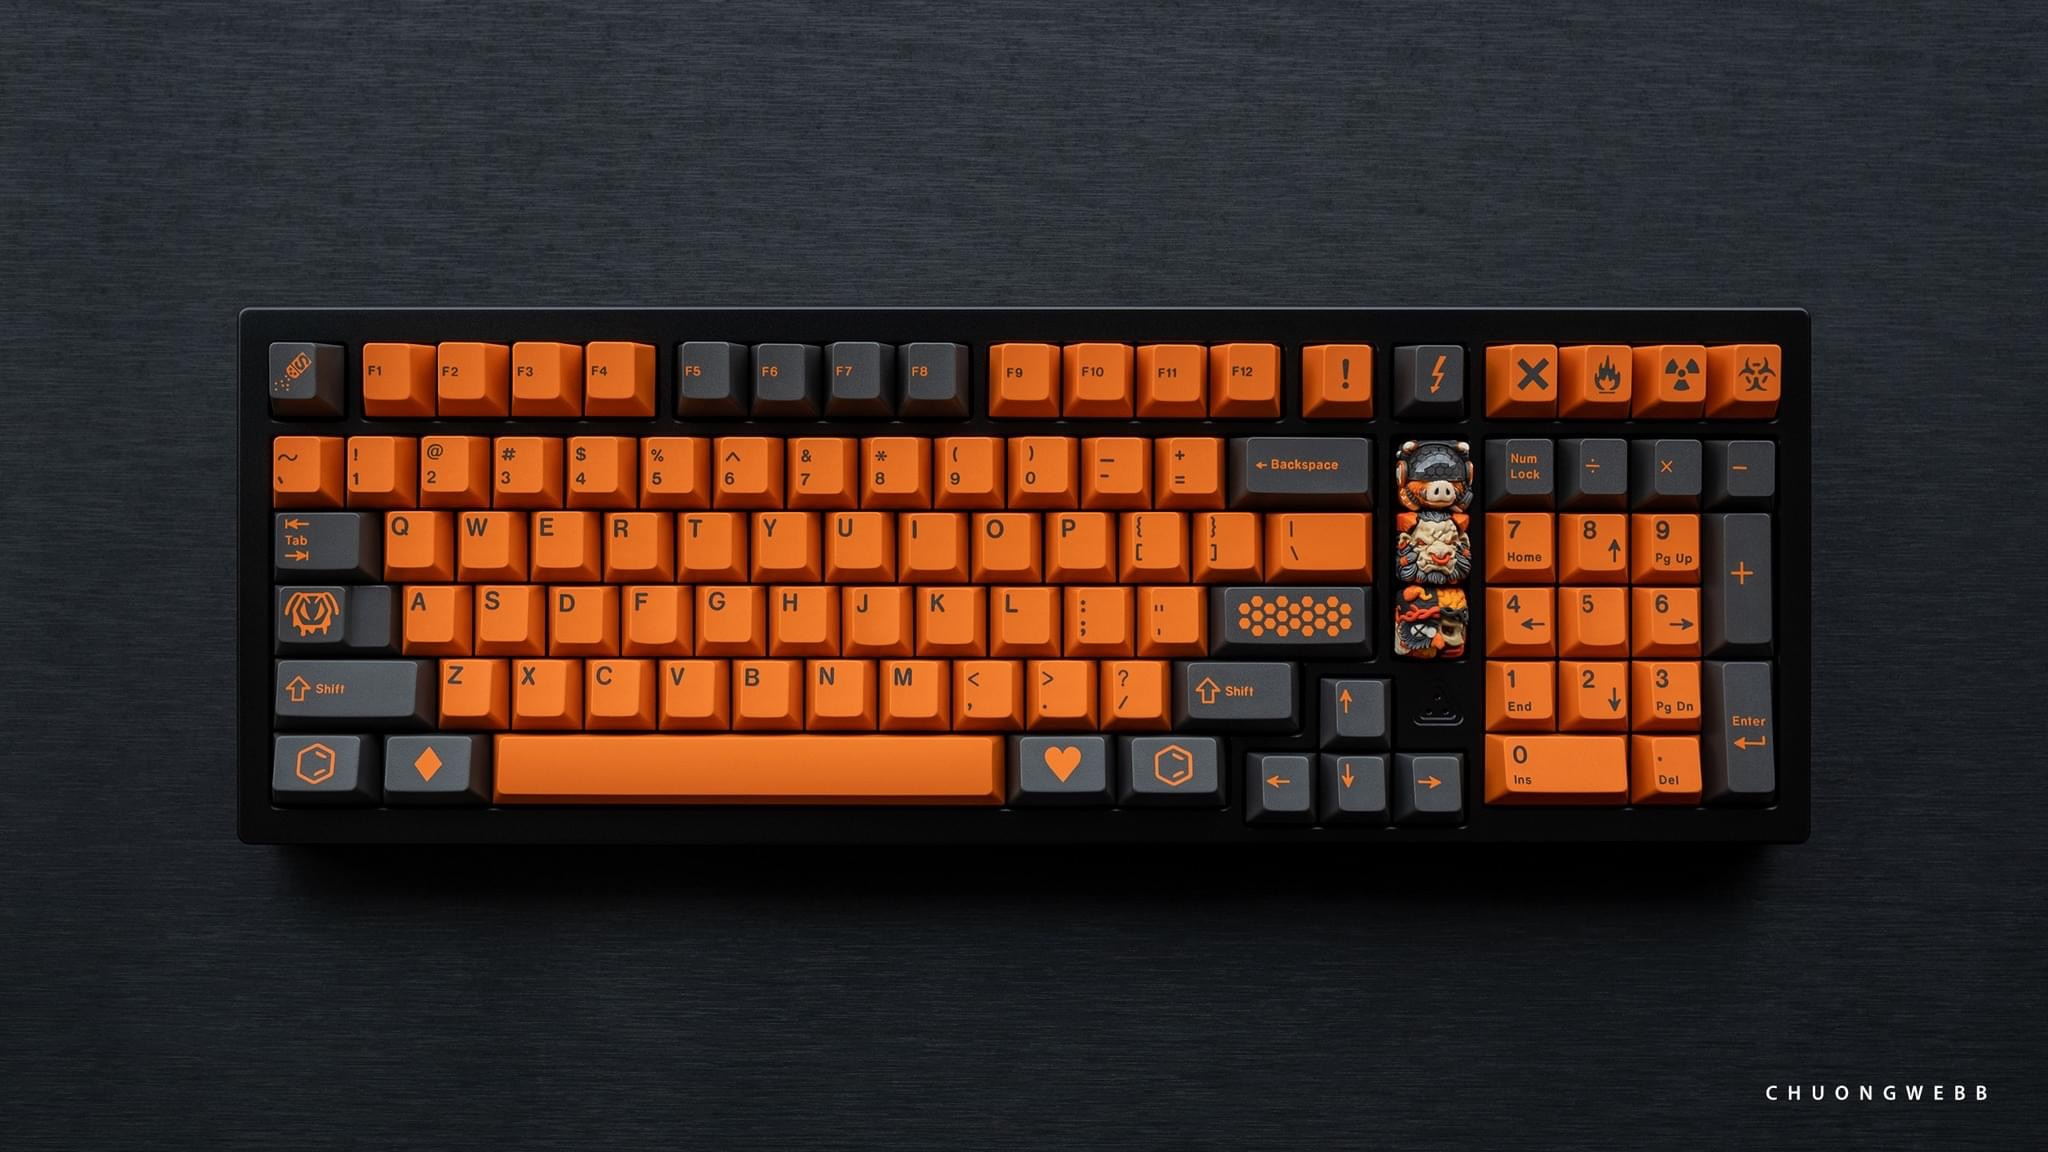 F1 F2 F3 F4 F5 F6 F7 F8 F9 F10 F11 F12 !
~ ! @ # $ % ^ & * ( ) _ +
` 1 2 3 4 5 6 7 8 9 0 - = ← Backspace Num Lock ÷ × −
Tab Q W E R T Y U I O P { [ } ] | \ 7 Home 8 ↑ 9 Pg Up +
A S D F G H J K L : ; " ' 4 ← 5 6 →
Shift Z X C V B N M < , > . ? / Shift ↑ 1 End 2 ↓ 3 Pg Dn Enter
← ↓ → 0 Ins . Del
CHUONGWEBB